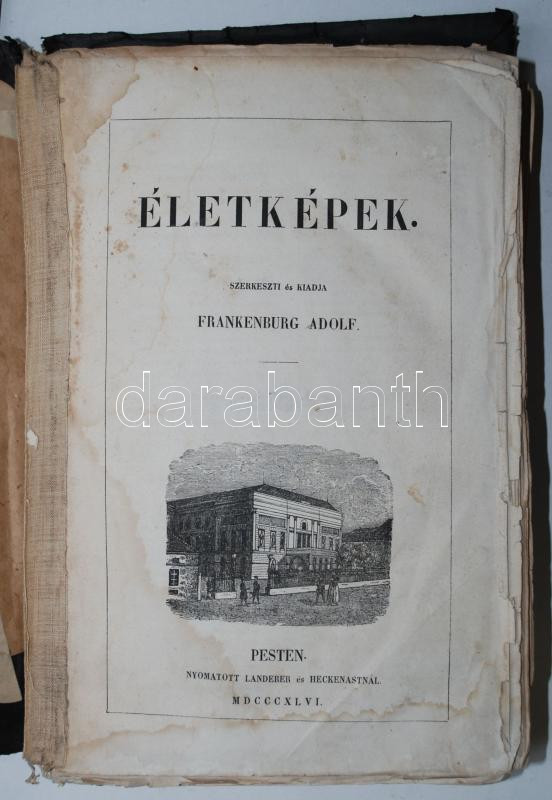 ÉLETKÉPEK.
SZERKESZTI és KIADJA
FRANKENBURG ADOLF.
darabanth
PESTEN.
NYOMATOTT LANDERER és HECKENASTNÁL.
MDCCCXLVI.